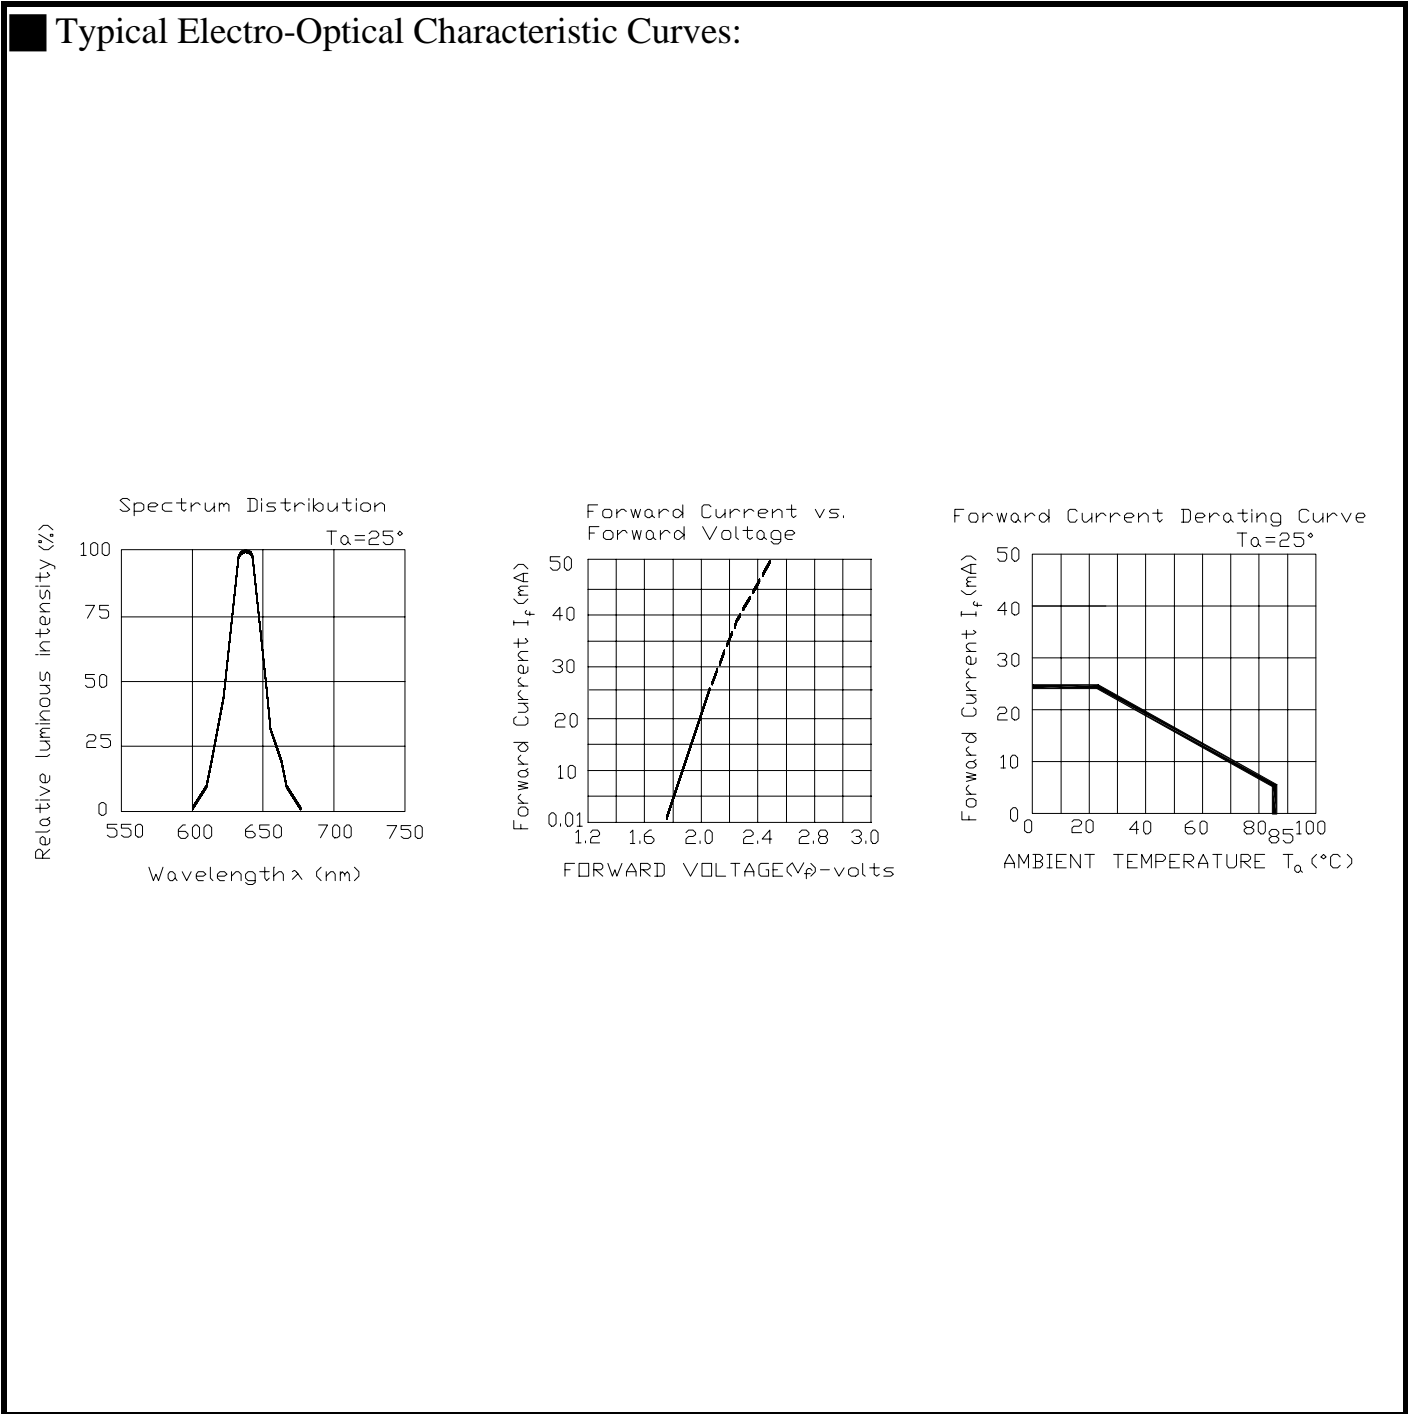 Typical Electro-Optical Characteristic Curves:
Spectrum Distribution
Ta=25°
Relative luminous intensity(%)
100
75
50
25
0
550 600 650 700 750
Wavelength λ (nm)
Forward Current vs.
Forward Voltage
Forward Current If(mA)
50
40
30
20
10
0.01
1.2 1.6 2.0 2.4 2.8 3.0
FORWARD VOLTAGE(Vf)-volts
Forward Current Derating Curve
Ta=25°
Forward Current If(mA)
50
40
30
20
10
0
0 20 40 60 80 85 100
AMBIENT TEMPERATURE Ta(°C)